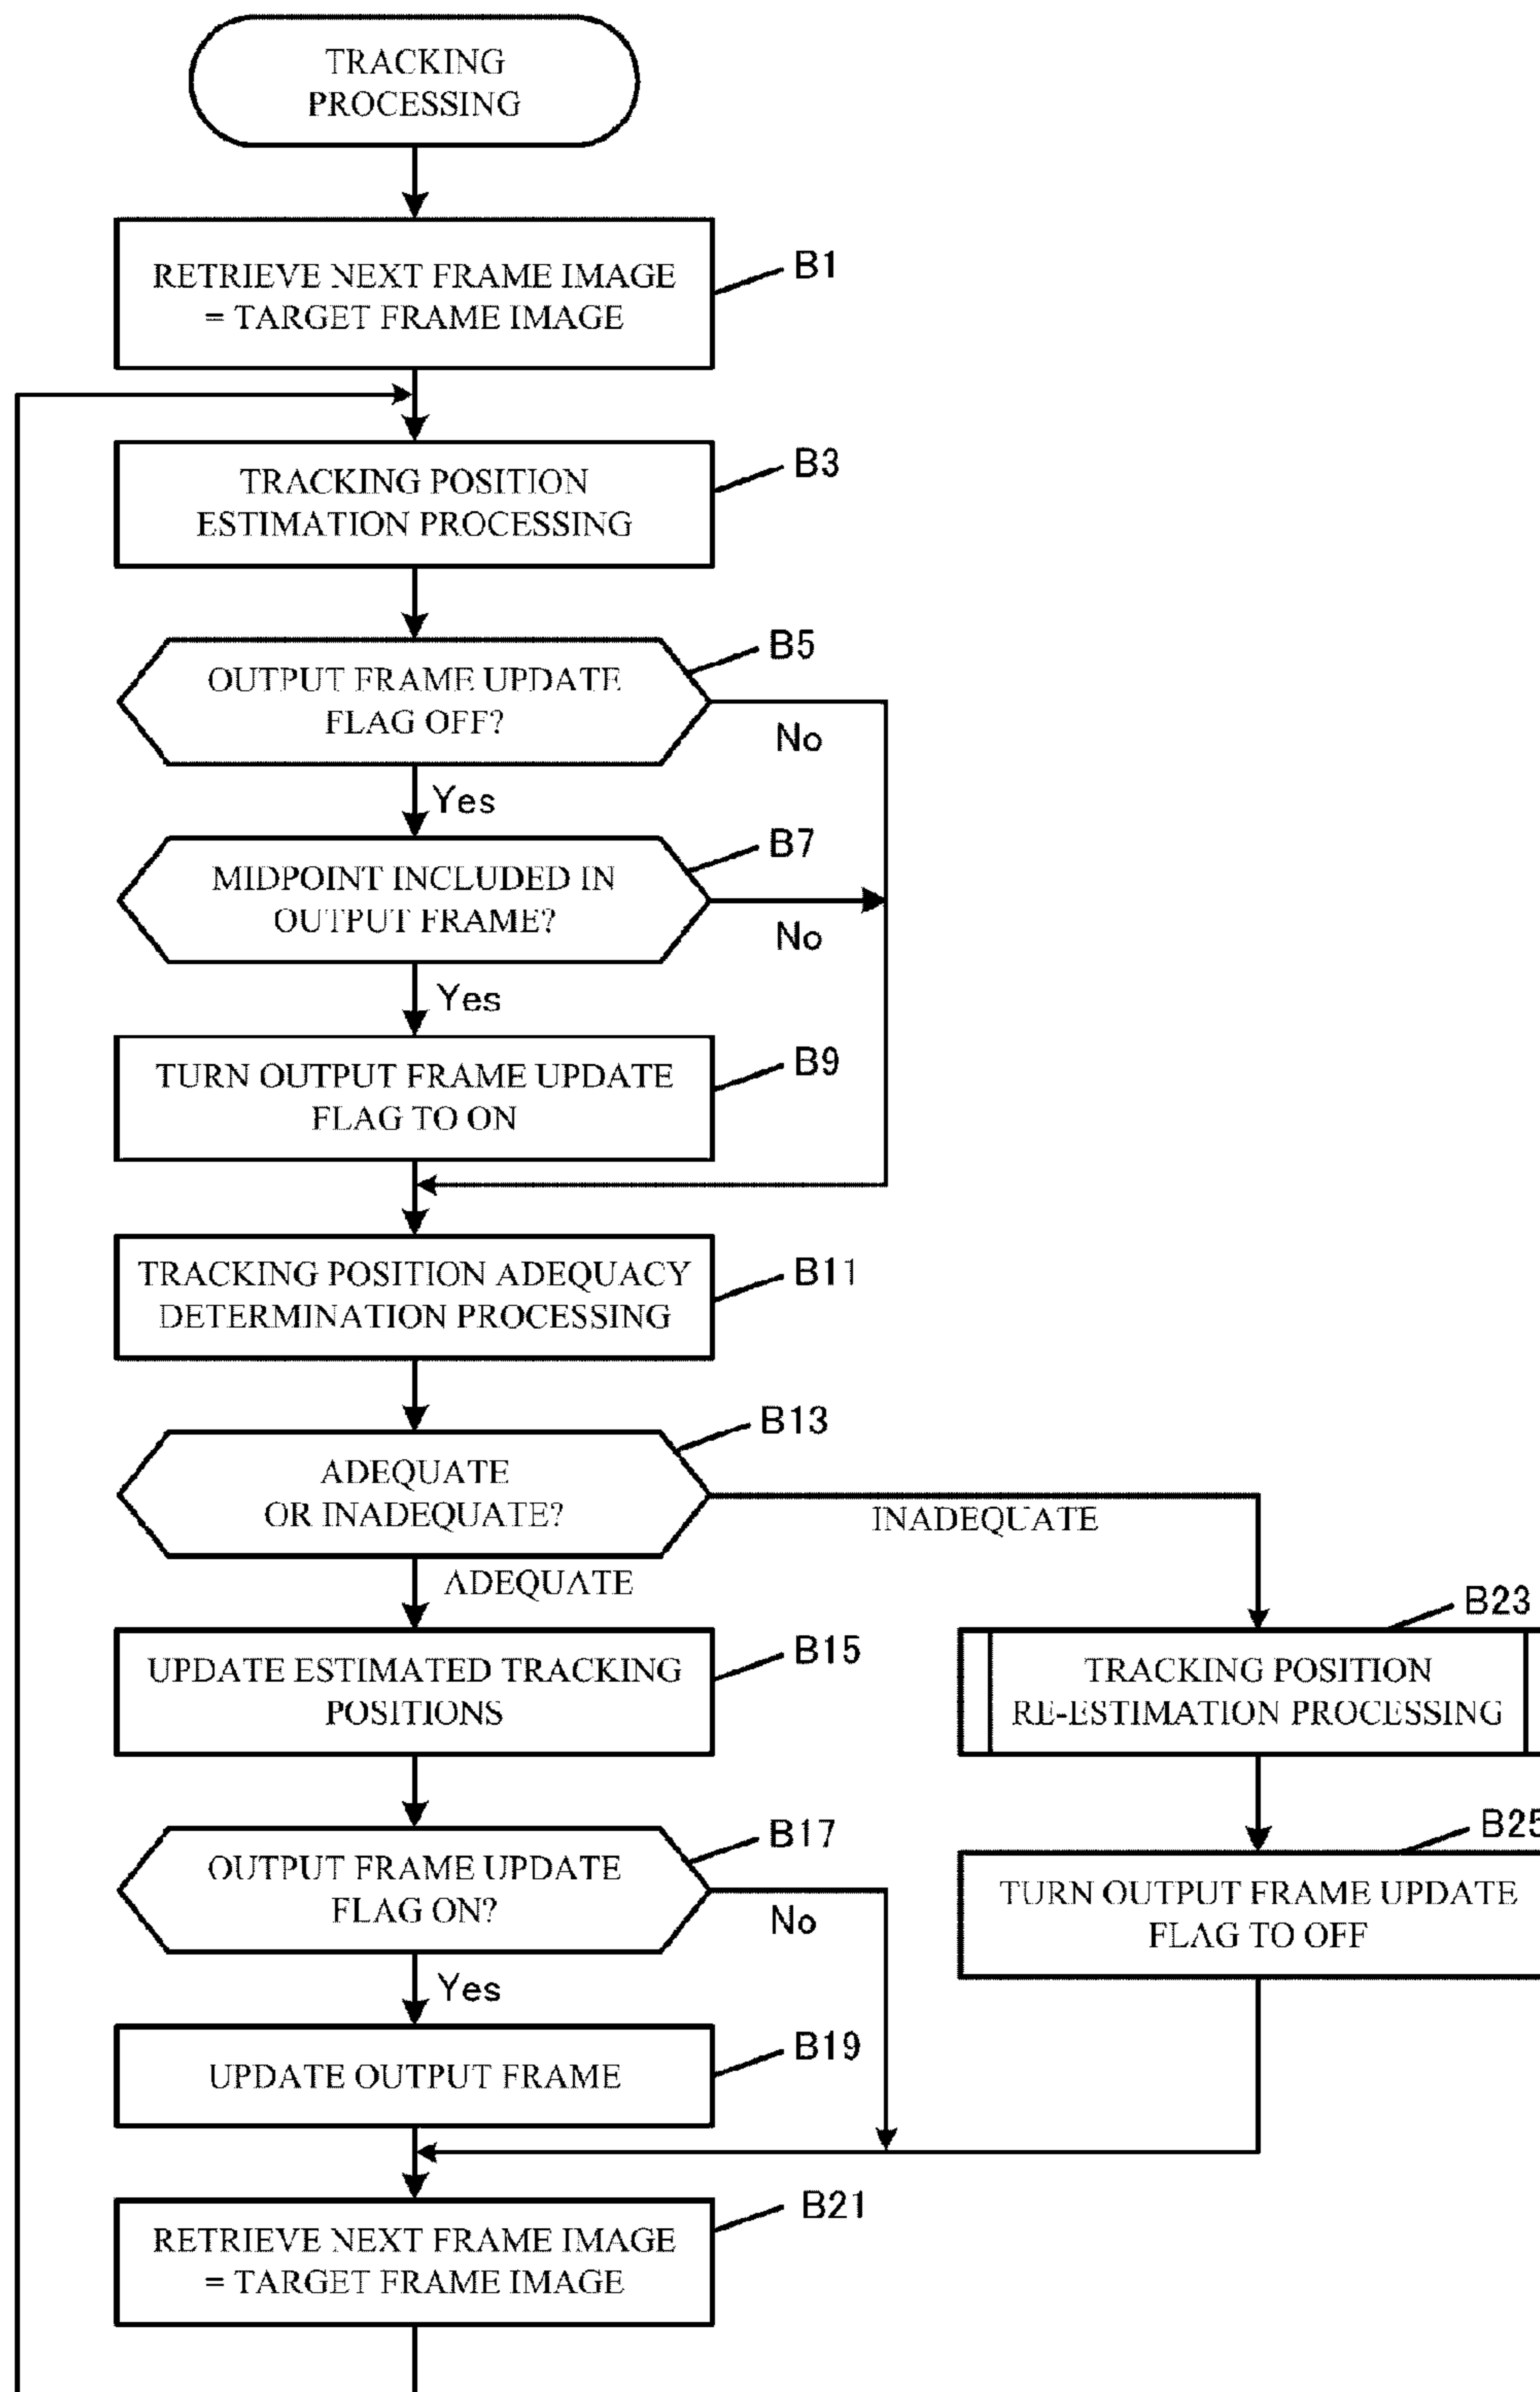 TRACKING
PROCESSING
RETRIEVE NEXT FRAME IMAGE
= TARGET FRAME IMAGE
B1
TRACKING POSITION
ESTIMATION PROCESSING
B3
OUTPUT FRAME UPDATE
FLAG OFF?
B5
No
Yes
MIDPOINT INCLUDED IN
OUTPUT FRAME?
B7
No
Yes
TURN OUTPUT FRAME UPDATE
FLAG TO ON
B9
TRACKING POSITION ADEQUACY
DETERMINATION PROCESSING
B11
ADEQUATE
OR INADEQUATE?
B13
INADEQUATE
ADEQUATE
UPDATE ESTIMATED TRACKING
POSITIONS
B15
TRACKING POSITION
RE-ESTIMATION PROCESSING
B23
OUTPUT FRAME UPDATE
FLAG ON?
B17
No
Yes
TURN OUTPUT FRAME UPDATE
FLAG TO OFF
B25
UPDATE OUTPUT FRAME
B19
RETRIEVE NEXT FRAME IMAGE
= TARGET FRAME IMAGE
B21